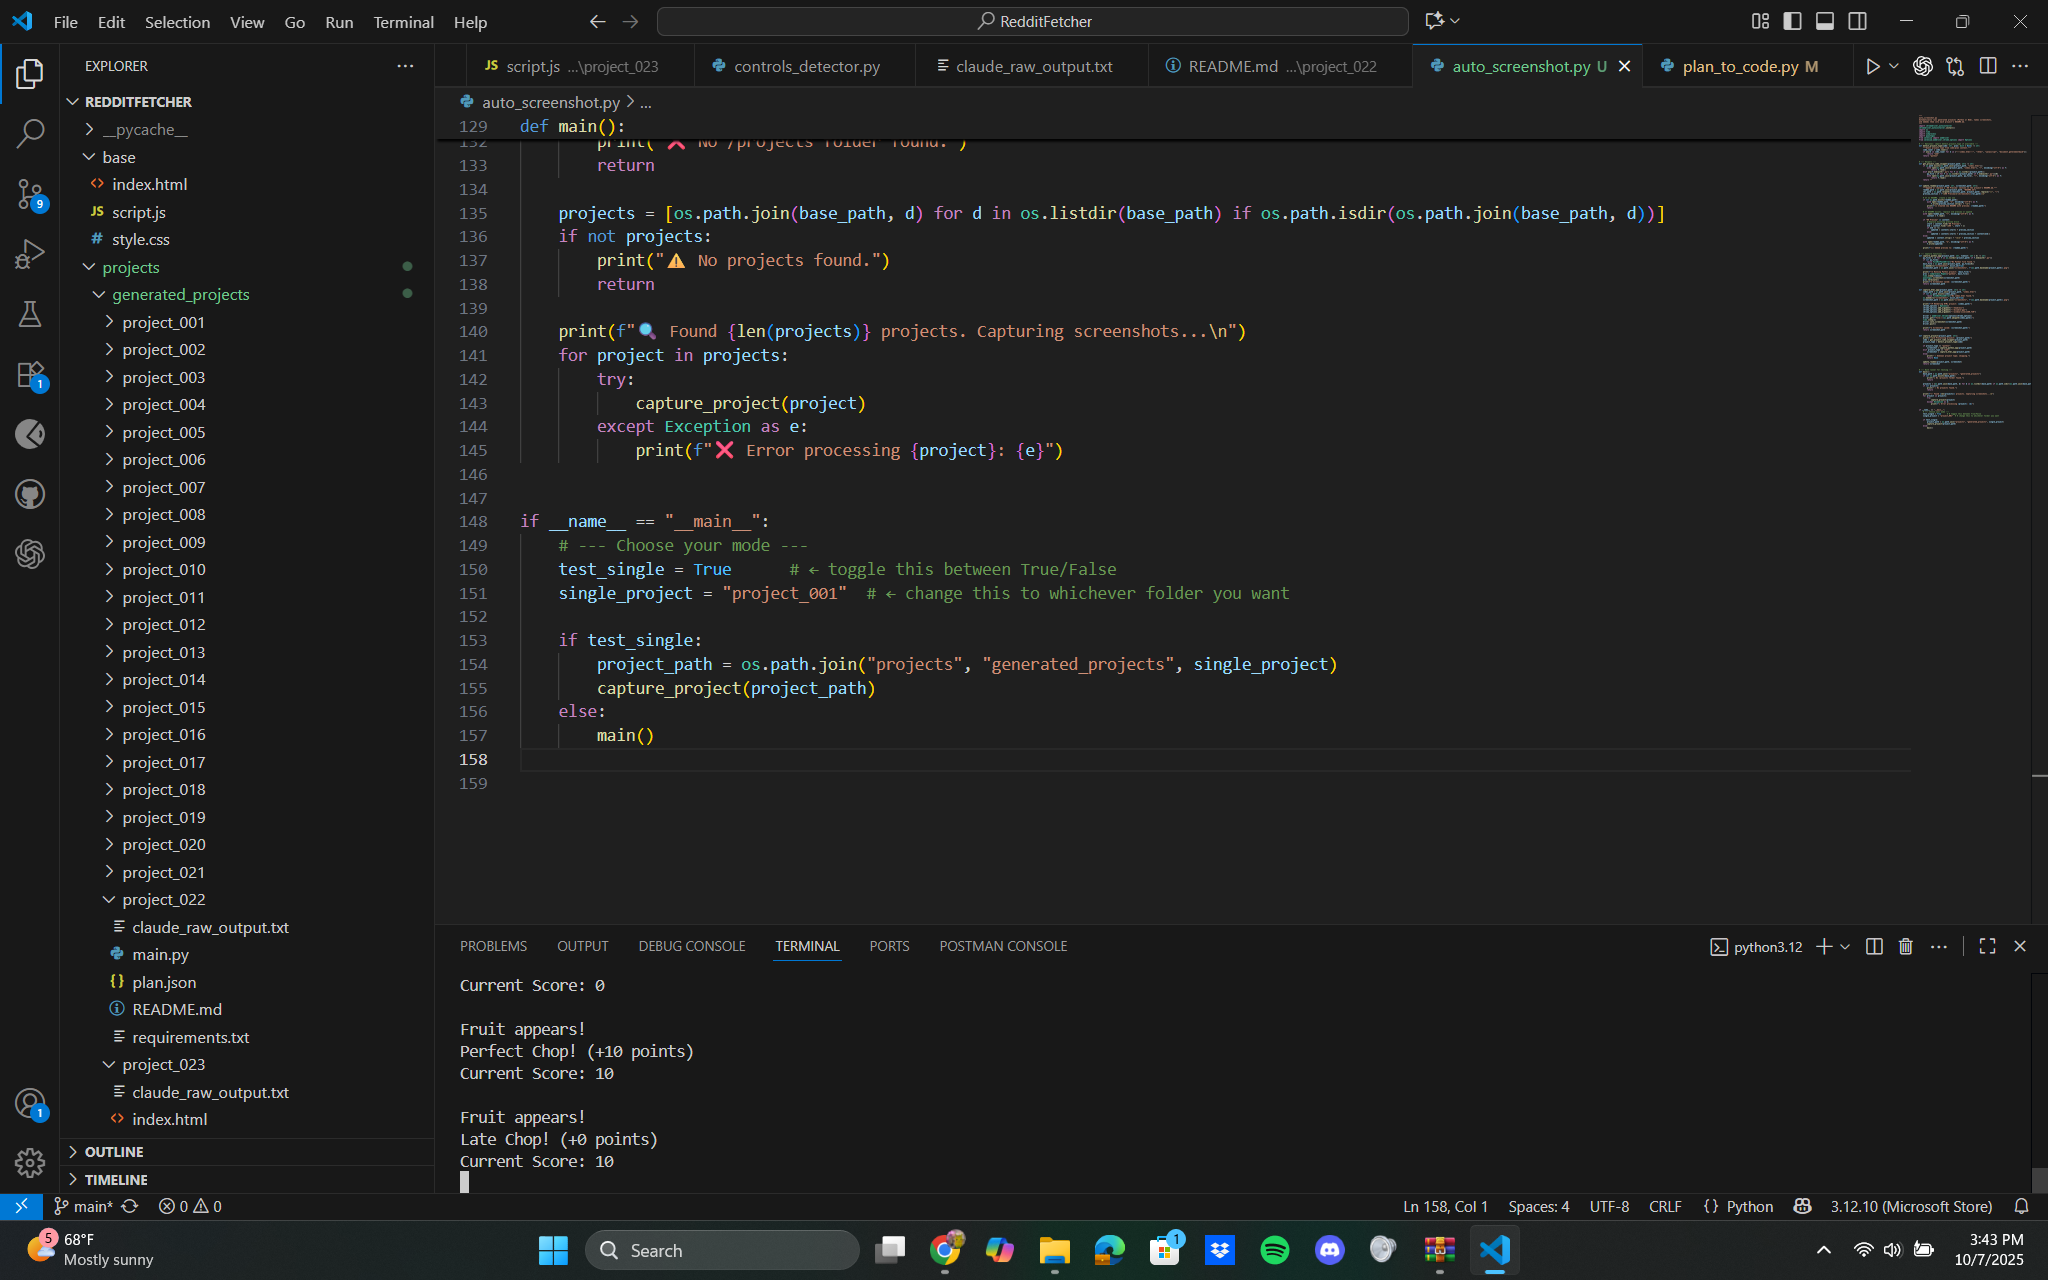 File Edit Selection View Go Run Terminal Help
RedditFetcher
EXPLORER
REDDITFETCHER
__pycache__
base
index.html
JS script.js
# style.css
projects
generated_projects
project_001
project_002
project_003
project_004
project_005
project_006
project_007
project_008
project_009
project_010
project_011
project_012
project_013
project_014
project_015
project_016
project_017
project_018
project_019
project_020
project_021
project_022
claude_raw_output.txt
main.py
{} plan.json
README.md
requirements.txt
project_023
claude_raw_output.txt
index.html
OUTLINE
TIMELINE
9
1
1
JS script.js ...\project_023
controls_detector.py
claude_raw_output.txt
README.md ...\project_022
auto_screenshot.py U
plan_to_code.py M
auto_screenshot.py > ...
129 def main():
132 print("❌ No /projects folder found.")
133 return
134
135 projects = [os.path.join(base_path, d) for d in os.listdir(base_path) if os.path.isdir(os.path.join(base_path, d))]
136 if not projects:
137 print("⚠️ No projects found.")
138 return
139
140 print(f"🔍 Found {len(projects)} projects. Capturing screenshots...\n")
141 for project in projects:
142 try:
143 capture_project(project)
144 except Exception as e:
145 print(f"❌ Error processing {project}: {e}")
146
147
148 if __name__ == "__main__":
149 # --- Choose your mode ---
150 test_single = True # ← toggle this between True/False
151 single_project = "project_001" # ← change this to whichever folder you want
152
153 if test_single:
154 project_path = os.path.join("projects", "generated_projects", single_project)
155 capture_project(project_path)
156 else:
157 main()
158
159
PROBLEMS OUTPUT DEBUG CONSOLE TERMINAL PORTS POSTMAN CONSOLE
python3.12
Current Score: 0
Fruit appears!
Perfect Chop! (+10 points)
Current Score: 10
Fruit appears!
Late Chop! (+0 points)
Current Score: 10
main* 0 0
Ln 158, Col 1 Spaces: 4 UTF-8 CRLF {} Python 3.12.10 (Microsoft Store)
5
68°F
Mostly sunny
Search
1
3:43 PM
10/7/2025